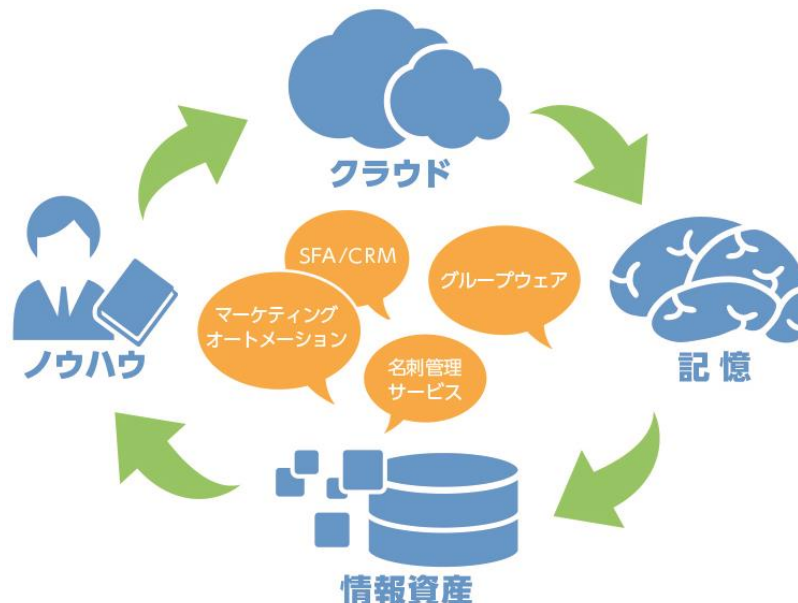 クラウド
SFA/CRM
グループウェア
マーケティング
オートメーション
名刺管理
サービス
ノウハウ
記憶
情報資産